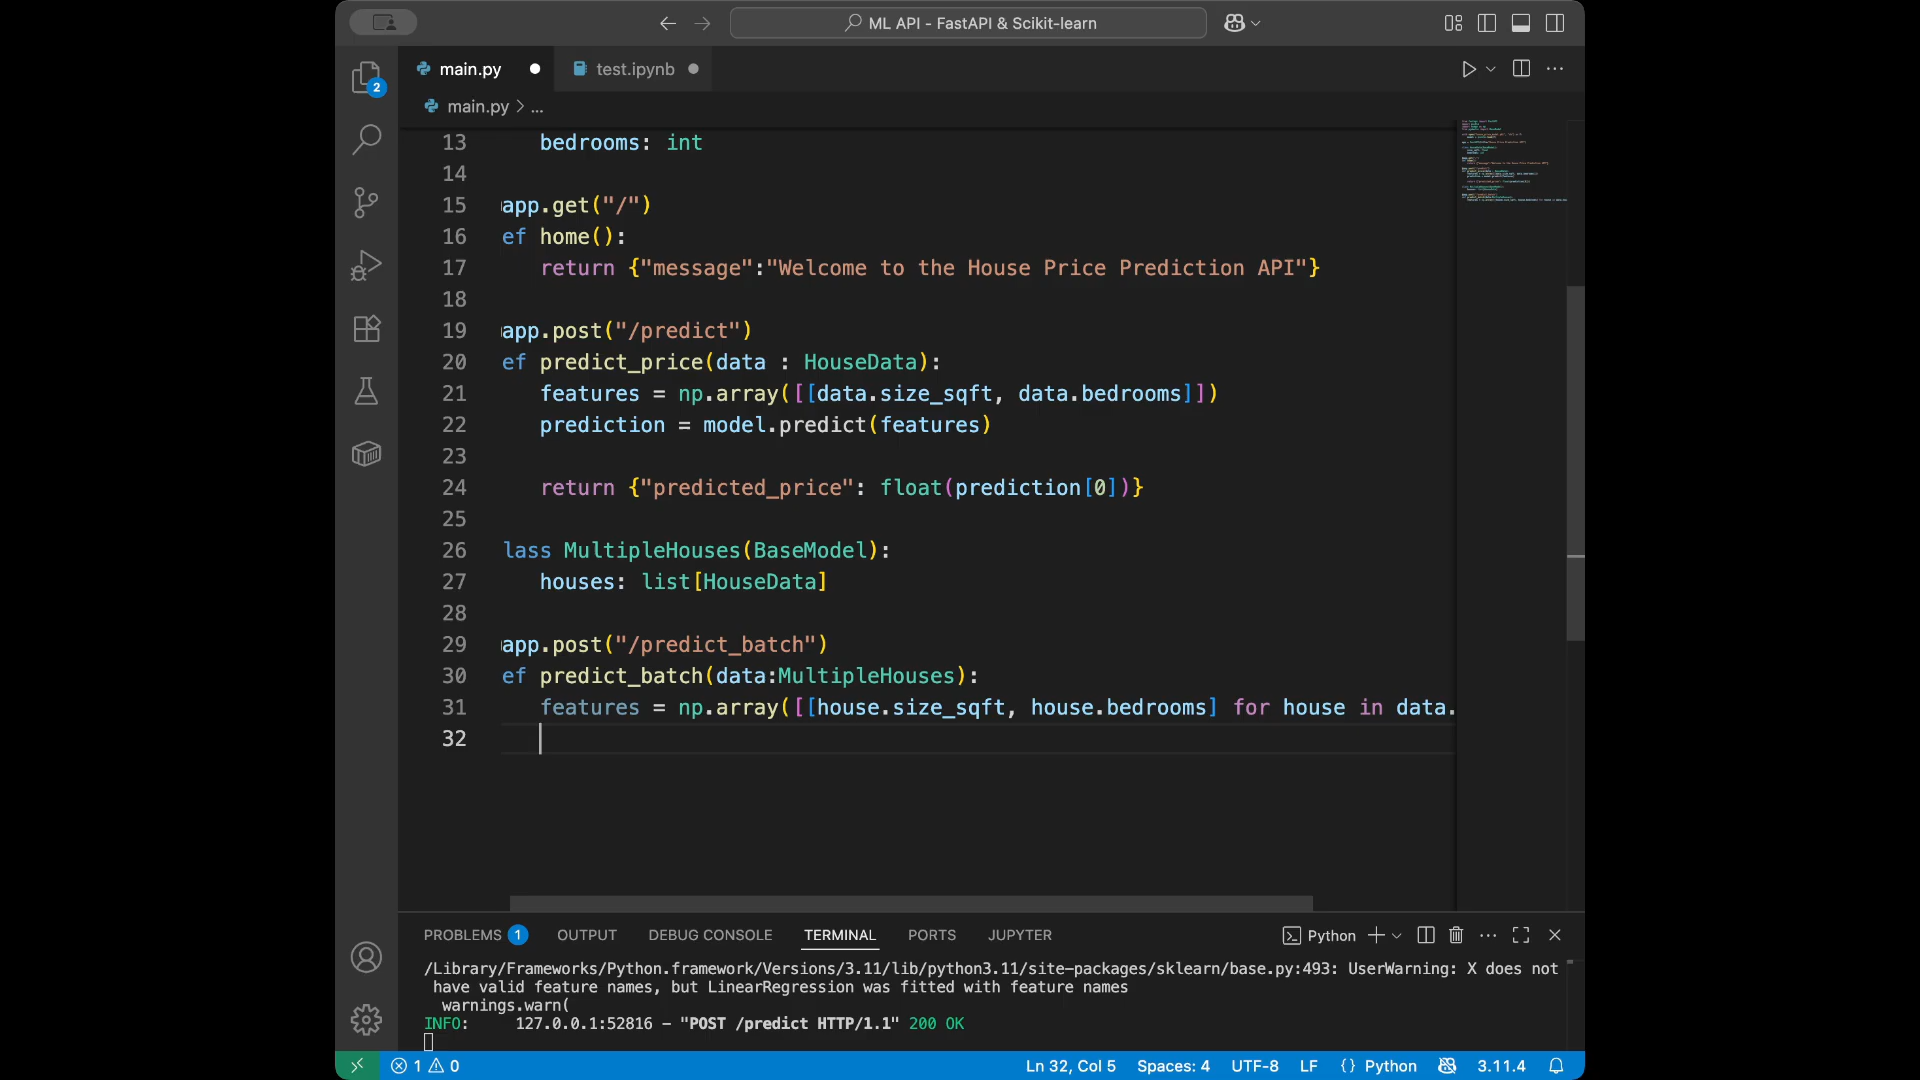 ML API - FastAPI & Scikit-learn
main.py
test.ipynb
2
main.py > ...
13 bedrooms: int
14
15 app.get("/")
16 ef home():
17 return {"message":"Welcome to the House Price Prediction API"}
18
19 app.post("/predict")
20 ef predict_price(data : HouseData):
21 features = np.array([[data.size_sqft, data.bedrooms]])
22 prediction = model.predict(features)
23
24 return {"predicted_price": float(prediction[0])}
25
26 lass MultipleHouses(BaseModel):
27 houses: list[HouseData]
28
29 app.post("/predict_batch")
30 ef predict_batch(data:MultipleHouses):
31 features = np.array([[house.size_sqft, house.bedrooms] for house in data.
32
PROBLEMS 1 OUTPUT DEBUG CONSOLE TERMINAL PORTS JUPYTER Python
/Library/Frameworks/Python.framework/Versions/3.11/lib/python3.11/site-packages/sklearn/base.py:493: UserWarning: X does not
have valid feature names, but LinearRegression was fitted with feature names
warnings.warn(
INFO: 127.0.0.1:52816 - "POST /predict HTTP/1.1" 200 OK
1 0 Ln 32, Col 5 Spaces: 4 UTF-8 LF {} Python 3.11.4